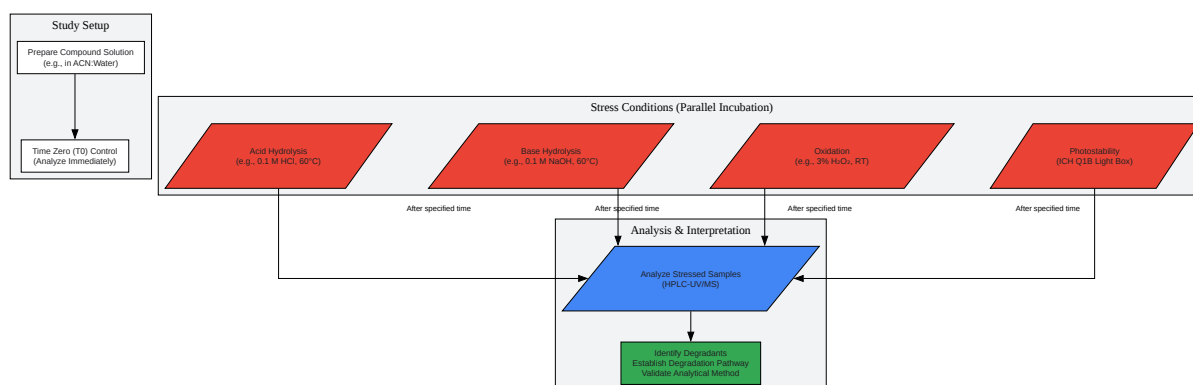 Study Setup
Prepare Compound Solution
(e.g., in ACN:Water)
Time Zero (T0) Control
(Analyze Immediately)
Stress Conditions (Parallel Incubation)
Acid Hydrolysis
(e.g., 0.1 M HCl, 60°C)
Base Hydrolysis
(e.g., 0.1 M NaOH, 60°C)
Oxidation
(e.g., 3% H₂O₂, RT)
Photostability
(ICH Q1B Light Box)
After specified time
After specified time
After specified time
After specified time
Analysis & Interpretation
Analyze Stressed Samples
(HPLC-UV/MS)
Identify Degradants
Establish Degradation Pathway
Validate Analytical Method